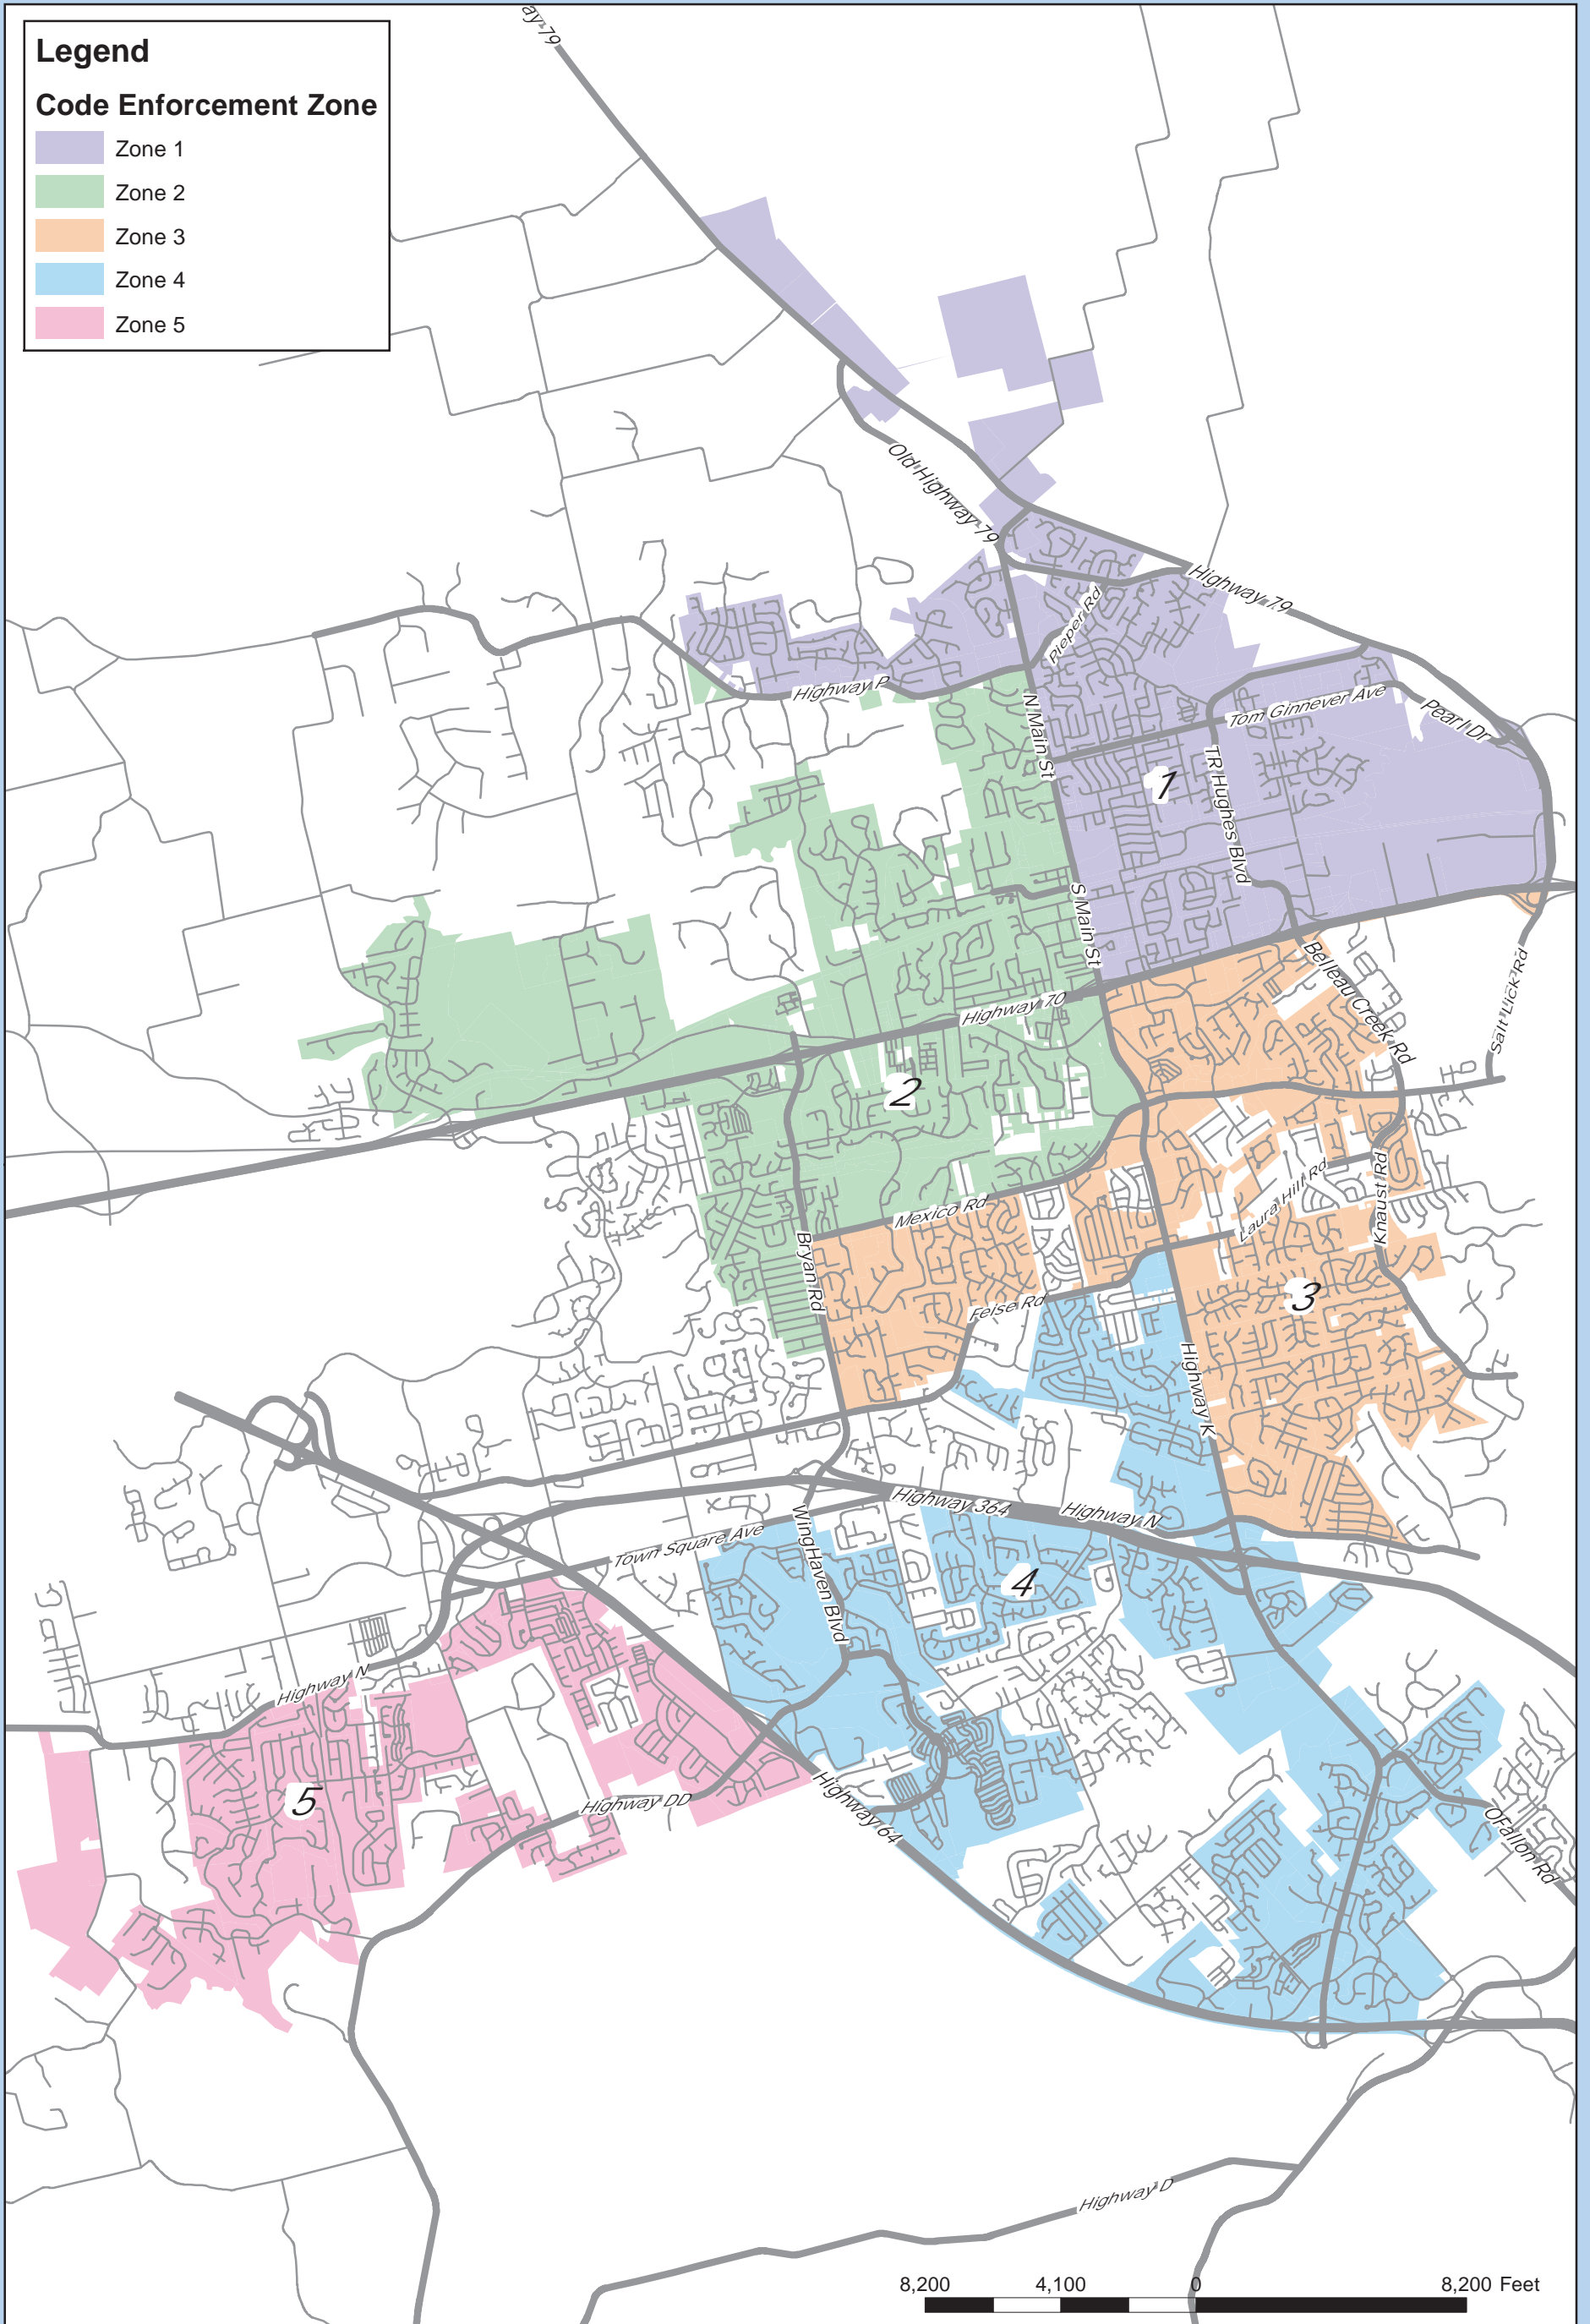 Legend
Code Enforcement Zone
Zone 1
Zone 2
Zone 3
Zone 4
Zone 5
ay 79
Old Highway 79
Highway 79
Pieper Rd
Highway P
N Main St
Tom Ginnever Ave
Pearl Dr
1
TR Hughes Blvd
S Main St
Belleau Creek Rd
Salt Lick Rd
Highway 70
2
Mexico Rd
Laura Hill Rd
Knaust Rd
Bryan Rd
Feise Rd
3
Highway K
Highway 364
Highway N
Town Square Ave
WingHaven Blvd
4
Highway N
5
Highway DD
Highway 64
OFallon Rd
Highway D
8,200 4,100 0 8,200 Feet